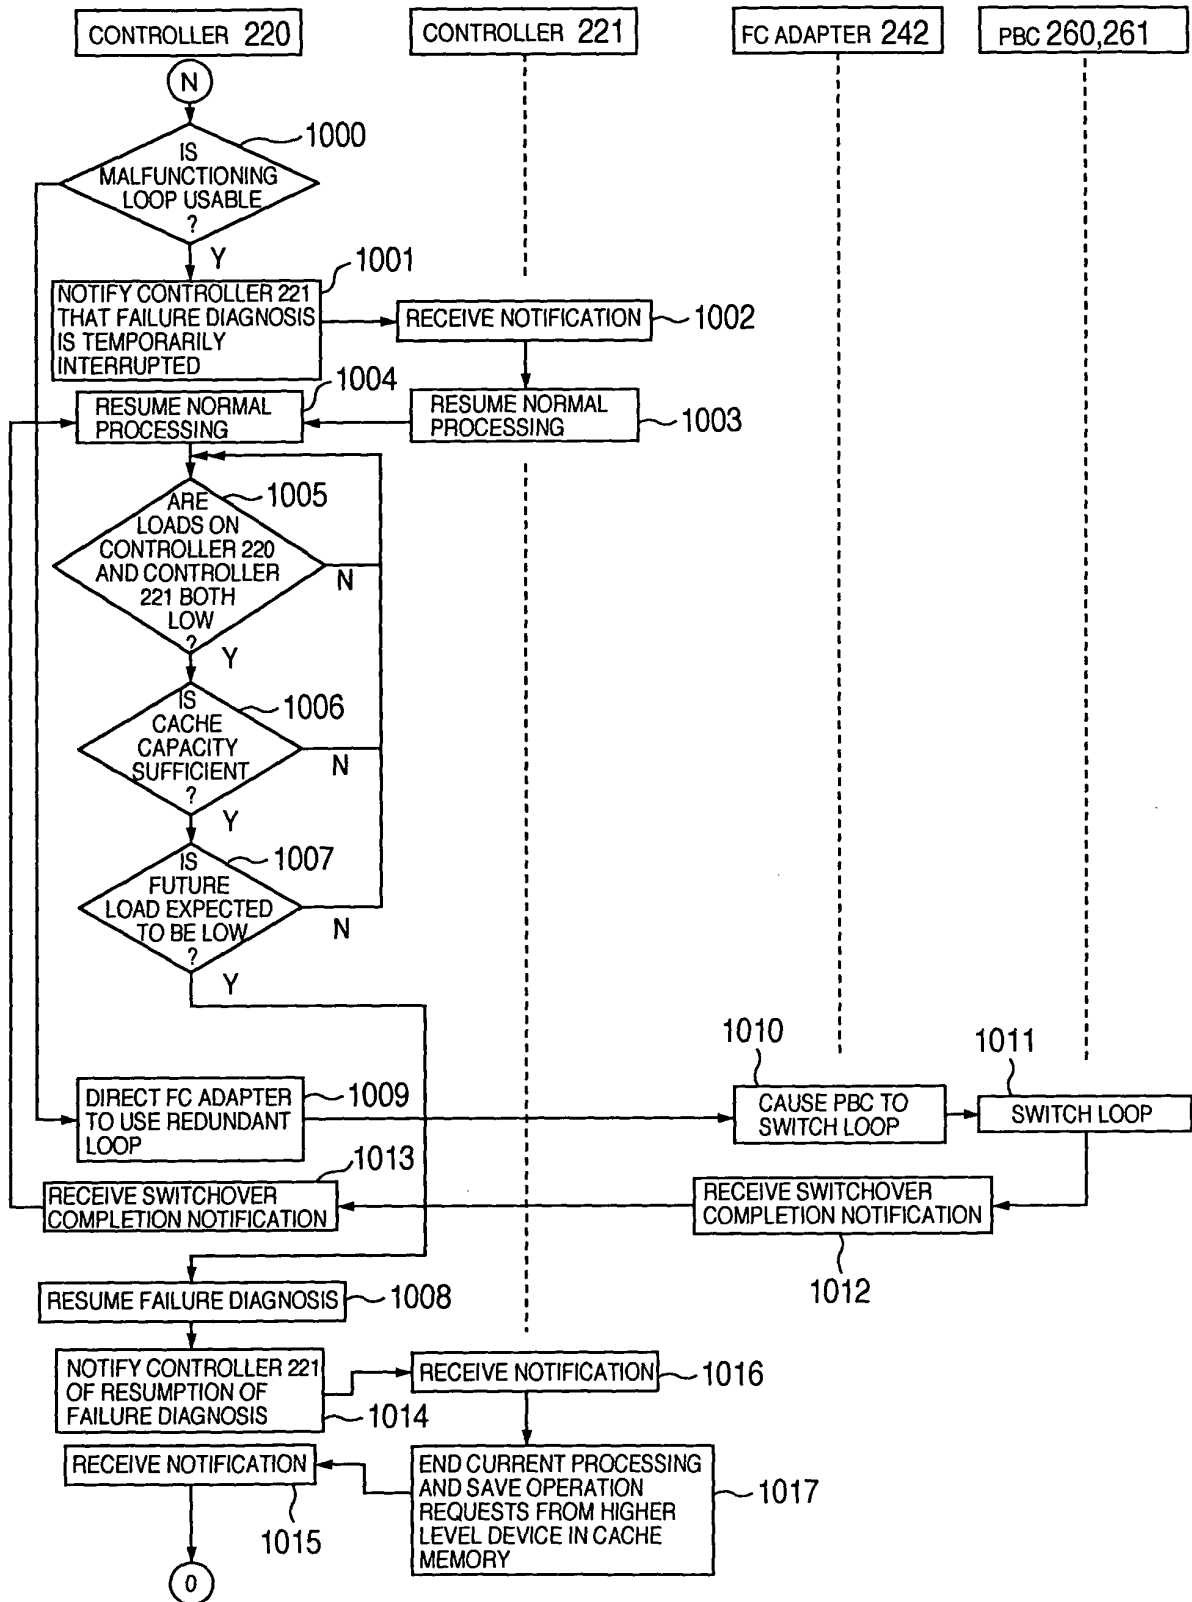 CONTROLLER 220
CONTROLLER 221
FC ADAPTER 242
PBC 260,261
N
1000
IS
MALFUNCTIONING
LOOP USABLE
?
Y
1001
NOTIFY CONTROLLER 221
THAT FAILURE DIAGNOSIS
IS TEMPORARILY
INTERRUPTED
RECEIVE NOTIFICATION
1002
1004
RESUME NORMAL
PROCESSING
RESUME NORMAL
PROCESSING
1003
1005
ARE
LOADS ON
CONTROLLER 220
AND CONTROLLER
221 BOTH
LOW
?
N
Y
1006
IS
CACHE
CAPACITY
SUFFICIENT
?
N
Y
1007
IS
FUTURE
LOAD EXPECTED
TO BE LOW
?
N
Y
1009
DIRECT FC ADAPTER
TO USE REDUNDANT
LOOP
1010
CAUSE PBC TO
SWITCH LOOP
1011
SWITCH LOOP
1013
RECEIVE SWITCHOVER
COMPLETION NOTIFICATION
RECEIVE SWITCHOVER
COMPLETION NOTIFICATION
1012
RESUME FAILURE DIAGNOSIS
1008
NOTIFY CONTROLLER 221
OF RESUMPTION OF
FAILURE DIAGNOSIS
1014
RECEIVE NOTIFICATION
1016
RECEIVE NOTIFICATION
1015
END CURRENT PROCESSING
AND SAVE OPERATION
REQUESTS FROM HIGHER
LEVEL DEVICE IN CACHE
MEMORY
1017
0